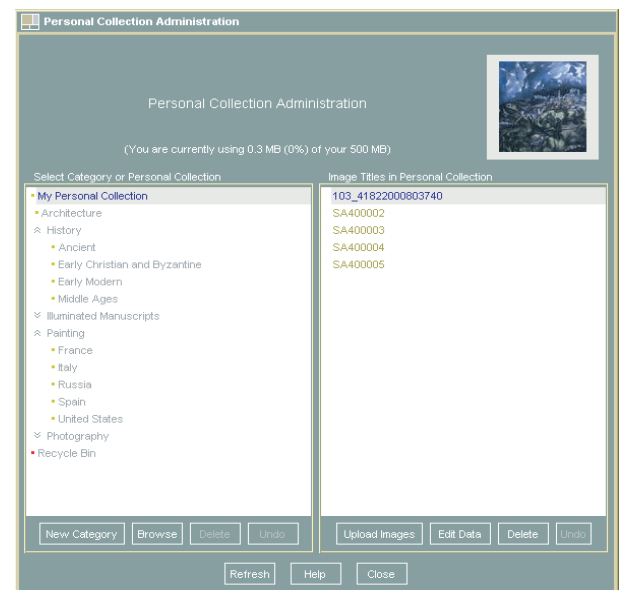 Personal Collection Administration
Personal Collection Administration
(You are currently using 0.3 MB (0%) of your 500 MB)
Select Category or Personal Collection
My Personal Collection
Architecture
History
Ancient
Early Christian and Byzantine
Early Modern
Middle Ages
Illuminated Manuscripts
Painting
France
Italy
Russia
Spain
United States
Photography
Recycle Bin
New Category Browse Delete Undo
Image Titles in Personal Collection
103_41822000803740
SA400002
SA400003
SA400004
SA400005
Upload Images Edit Data Delete Undo
Refresh Help Close